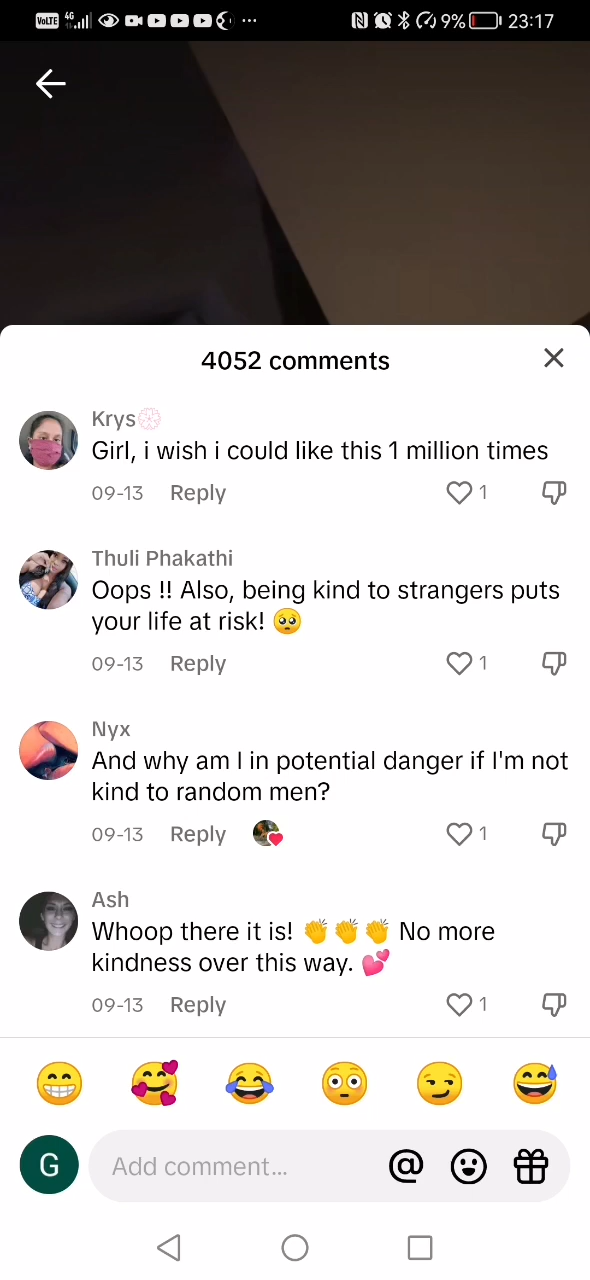 VoLTE 4G 9% 23:17
4052 comments
Krys
Girl, i wish i could like this 1 million times
09-13 Reply 1
Thuli Phakathi
Oops !! Also, being kind to strangers puts
your life at risk! 🥺
09-13 Reply 1
Nyx
And why am I in potential danger if I'm not
kind to random men?
09-13 Reply 1
Ash
Whoop there it is! 👏👏👏 No more
kindness over this way. 💕
09-13 Reply 1
G Add comment... @